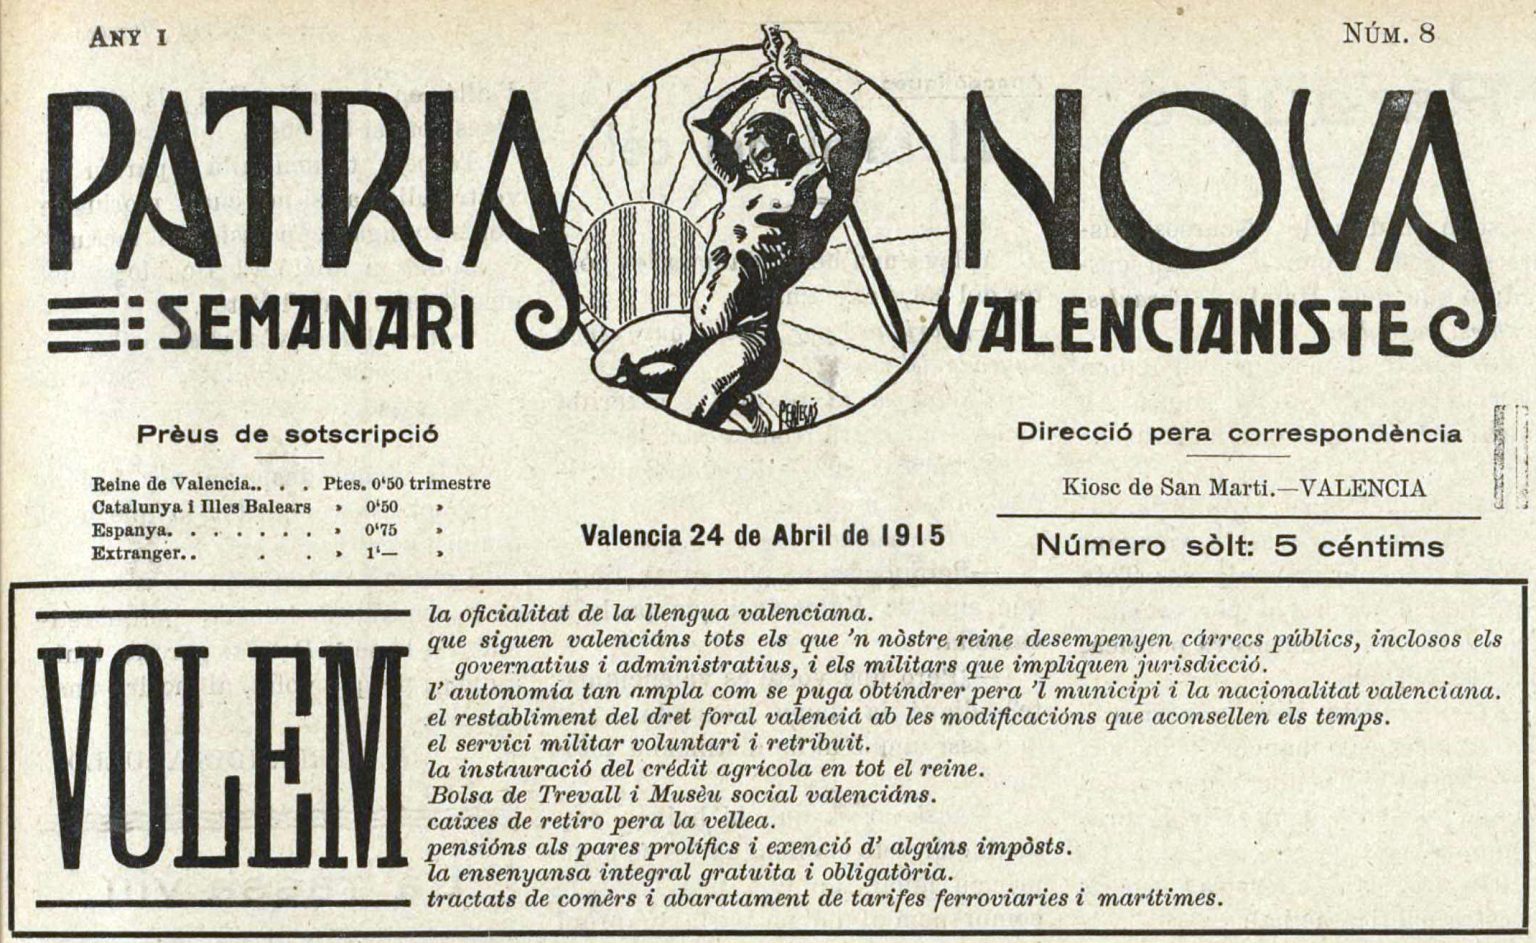 ANY I
NÚM. 8
PATRIA NOVA
SEMANARI VALENCIANISTE
PERTEGÁS
Prèus de sotscripció
Reine de Valencia.. . . Ptes. 0'50 trimestre
Catalunya i Illes Balears » 0'50 »
Espanya. . . . . . . » 0'75 »
Extranger.. . . . » 1'— »
Valencia 24 de Abril de 1915
Direcció pera correspondència
Kiosc de San Marti.—VALENCIA
Número sòlt: 5 céntims
VOLEM
la oficialitat de la llengua valenciana.
que siguen valenciáns tots els que 'n nòstre reine desempenyen cárrecs públics, inclosos els
governatius i administratius, i els militars que impliquen jurisdicció.
l' autonomía tan ampla com se puga obtindrer pera 'l municipi i la nacionalitat valenciana.
el restabliment del dret foral valenciá ab les modificacións que aconsellen els temps.
el servici militar voluntari i retribuit.
la instauració del crédit agrícola en tot el reine.
Bolsa de Trevall i Musèu social valenciáns.
caixes de retiro pera la vellea.
pensións als pares prolífics i exenció d' algúns impòsts.
la ensenyansa integral gratuita i obligatòria.
tractats de comèrs i abaratament de tarifes ferroviaries i marítimes.